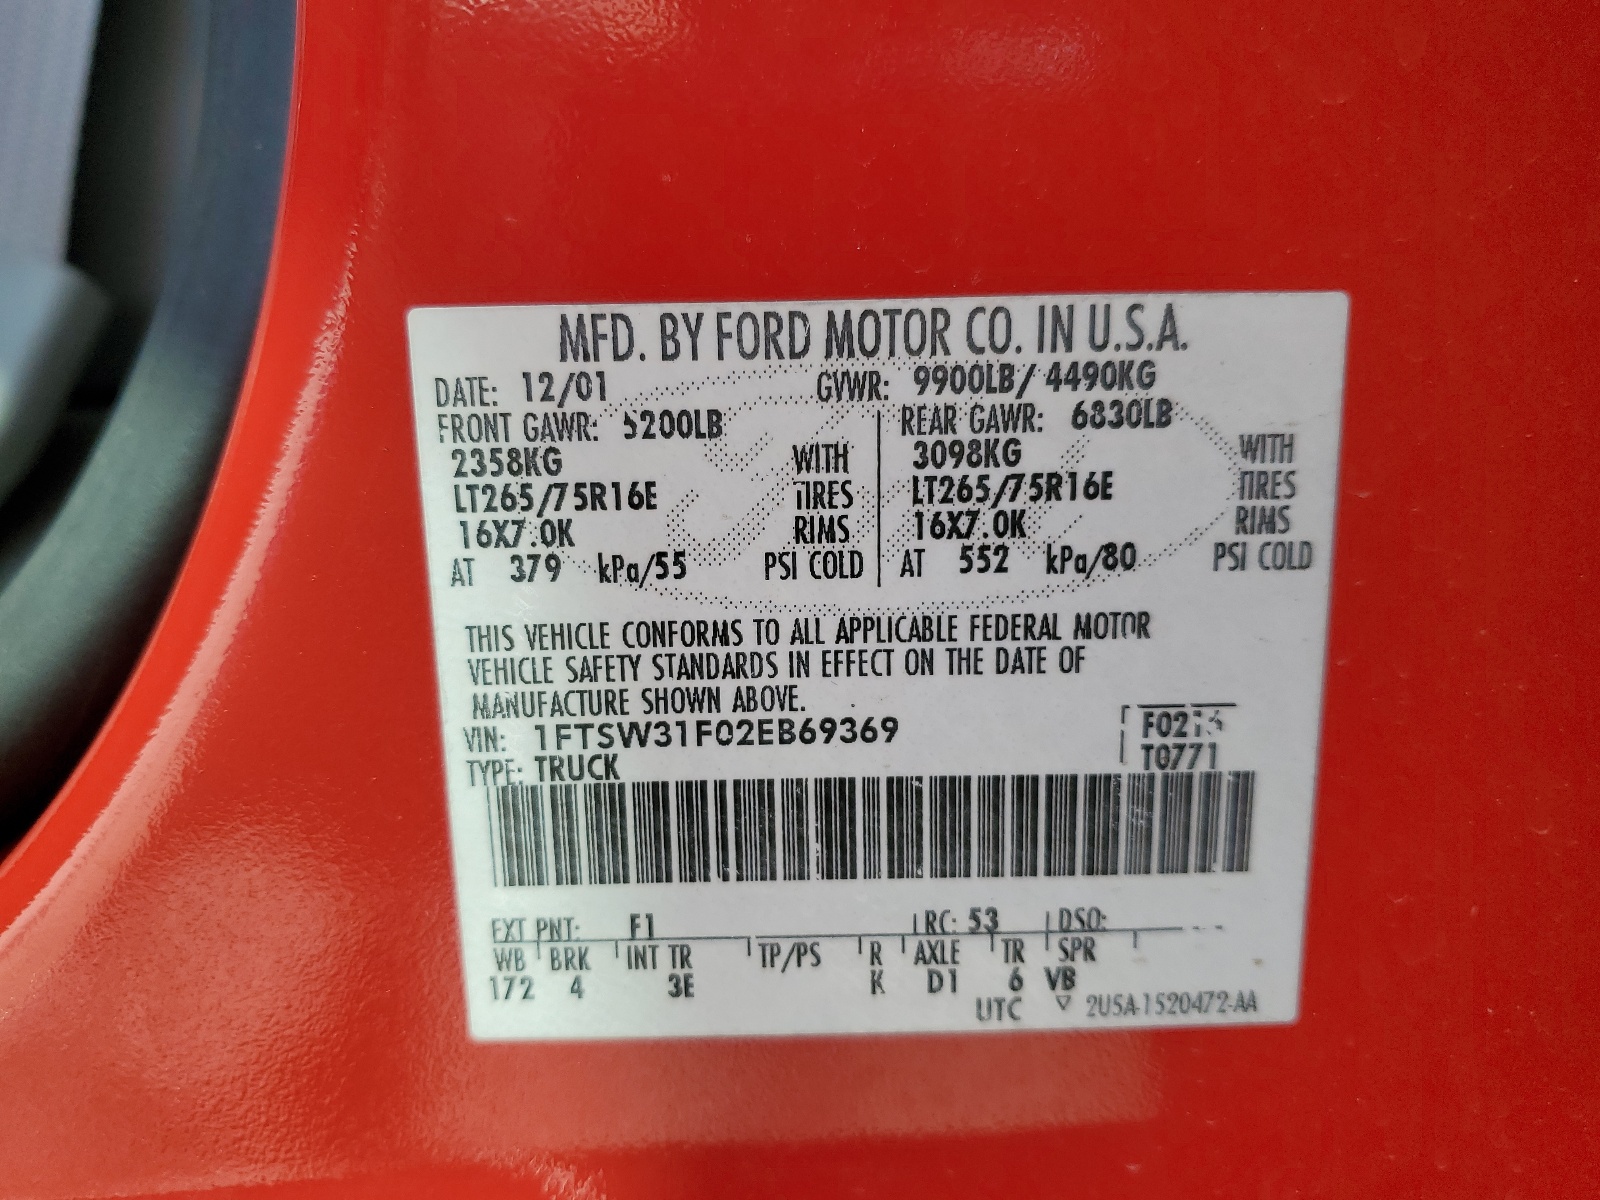 MFD. BY FORD MOTOR CO. IN U.S.A.
DATE: 12/01 GVWR: 9900LB/ 4490KG
FRONT GAWR: 5200LB REAR GAWR: 6830LB
2358KG WITH 3098KG WITH
LT265/75R16E TIRES LT265/75R16E TIRES
16X7.0K RIMS 16X7.0K RIMS
AT 379 kPa/55 PSI COLD AT 552 kPa/80 PSI COLD
THIS VEHICLE CONFORMS TO ALL APPLICABLE FEDERAL MOTOR
VEHICLE SAFETY STANDARDS IN EFFECT ON THE DATE OF
MANUFACTURE SHOWN ABOVE.
VIN: 1FTSW31F02EB69369
TYPE: TRUCK T0771
EXT PNT: F1 RC: 53 DSO:
WB BRK INT TR TP/PS R AXLE TR SPR
172 4 3E K D1 6 VB
UTC ▽ 2U5A-1520472-AA